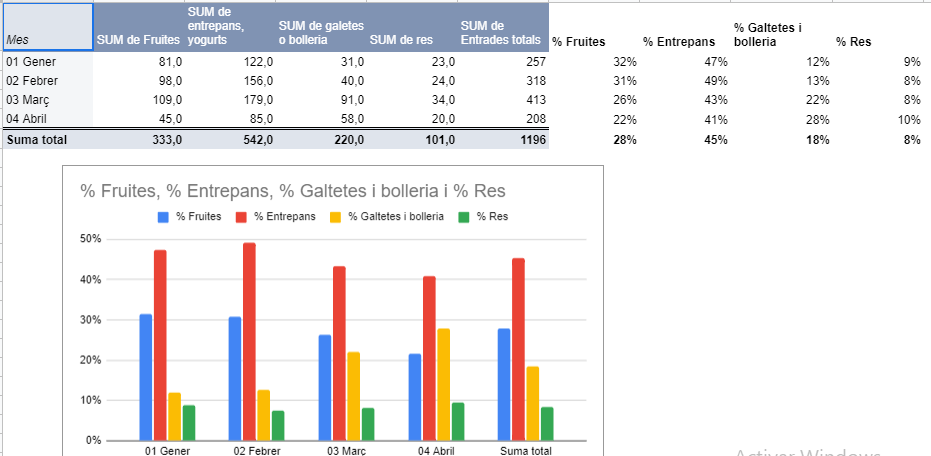 Mes SUM de Fruites SUM de entrepans, yogurts SUM de galetes o bolleria SUM de res SUM de Entrades totals % Fruites % Entrepans % Galtetes i bolleria % Res
01 Gener 81,0 122,0 31,0 23,0 257 32% 47% 12% 9%
02 Febrer 98,0 156,0 40,0 24,0 318 31% 49% 13% 8%
03 Març 109,0 179,0 91,0 34,0 413 26% 43% 22% 8%
04 Abril 45,0 85,0 58,0 20,0 208 22% 41% 28% 10%
Suma total 333,0 542,0 220,0 101,0 1196 28% 45% 18% 8%
% Fruites, % Entrepans, % Galtetes i bolleria i % Res
% Fruites % Entrepans % Galtetes i bolleria % Res
50%
40%
30%
20%
10%
0%
01 Gener 02 Febrer 03 Març 04 Abril Suma total
Activar Windows